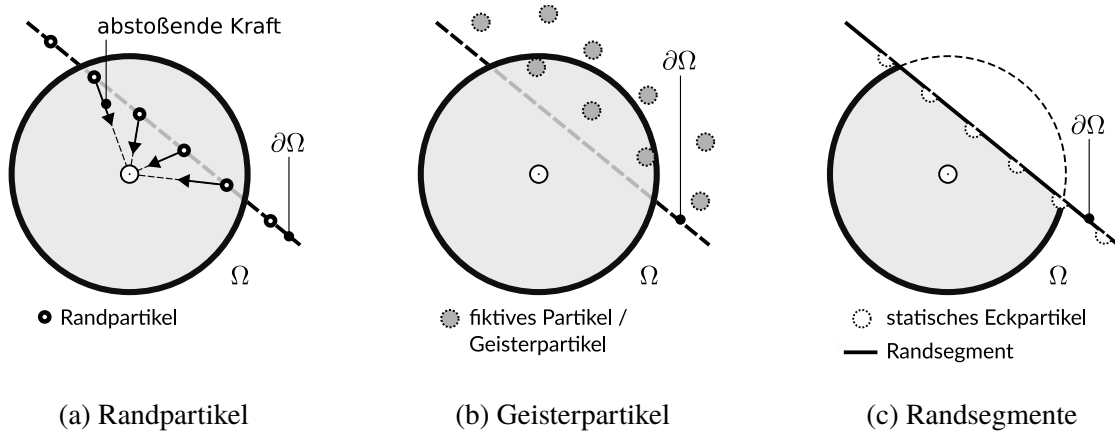 abstoßende Kraft
∂Ω
Ω
Randpartikel
(a) Randpartikel
∂Ω
Ω
fiktives Partikel /
Geisterpartikel
(b) Geisterpartikel
∂Ω
Ω
statisches Eckpartikel
Randsegment
(c) Randsegmente